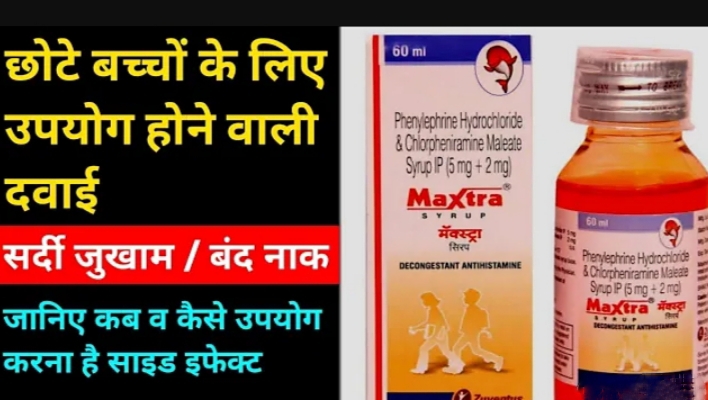 छोटे बच्चों के लिए
उपयोग होने वाली
दवाई
सर्दी जुखाम / बंद नाक
जानिए कब व कैसे उपयोग
करना है साइड इफेक्ट
60 ml
Phenylephrine Hydrochloride
& Chlorpheniramine Maleate
Syrup IP (5 mg + 2 mg)
Maxtra®
SYRUP
मॅक्स्ट्रा
सिरप
DECONGESTANT ANTIHISTAMINE
Zuventus
60 ml
Phenylephrine Hydrochloride
& Chlorpheniramine Maleate
Syrup IP (5 mg + 2 mg)
Maxtra® मॅक्स्ट्रा
SYRUP सिरप
DECONGESTANT ANTIHISTAMINE